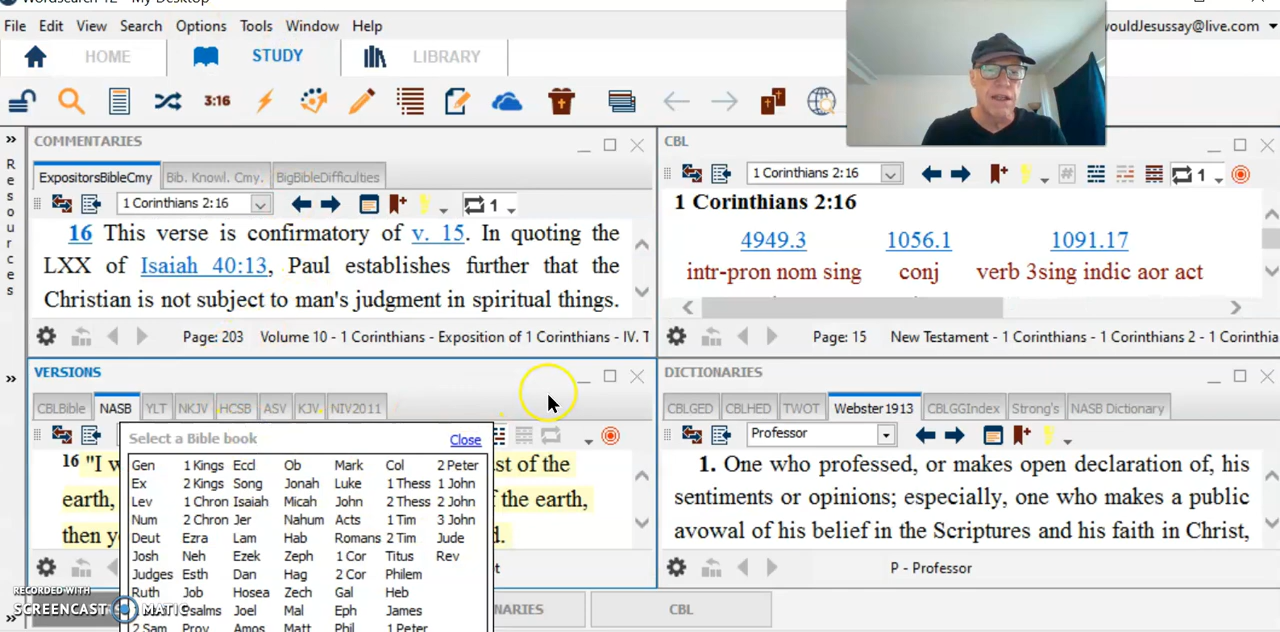 Wordsearch 12 - My Desktop
File Edit View Search Options Tools Window Help
wouldJesussay@live.com
HOME STUDY LIBRARY
3:16
Resources
COMMENTARIES
ExpositorsBibleCmy Bib. Knowl. Cmy. BigBibleDifficulties
1 Corinthians 2:16 1
16 This verse is confirmatory of v. 15. In quoting the
LXX of Isaiah 40:13, Paul establishes further that the
Christian is not subject to man's judgment in spiritual things.
Page: 203 Volume 10 - 1 Corinthians - Exposition of 1 Corinthians - IV. T
CBL
1 Corinthians 2:16 # 1
1 Corinthians 2:16
4949.3 1056.1 1091.17
intr-pron nom sing conj verb 3sing indic aor act
Page: 15 New Testament - 1 Corinthians - 1 Corinthians 2 - 1 Corinthia
VERSIONS
CBLBible NASB YLT NKJV HCSB ASV KJV NIV2011
16 "I w st of the
earth, f the earth,
then y d.
et
Select a Bible book Close
Gen 1 Kings Eccl Ob Mark Col 2 Peter
Ex 2 Kings Song Jonah Luke 1 Thess 1 John
Lev 1 Chron Isaiah Micah John 2 Thess 2 John
Num 2 Chron Jer Nahum Acts 1 Tim 3 John
Deut Ezra Lam Hab Romans 2 Tim Jude
Josh Neh Ezek Zeph 1 Cor Titus Rev
Judges Esth Dan Hag 2 Cor Philem
Ruth Job Hosea Zech Gal Heb
Psalms Joel Mal Eph James
2 Sam Prov Amos Matt Phil 1 Peter
DICTIONARIES
CBLGED CBLHED TWOT Webster1913 CBLGGIndex Strong's NASB Dictionary
Professor
1. One who professed, or makes open declaration of, his
sentiments or opinions; especially, one who makes a public
avowal of his belief in the Scriptures and his faith in Christ,
P - Professor
RECORDED WITH
SCREENCAST MATIC
NARIES CBL